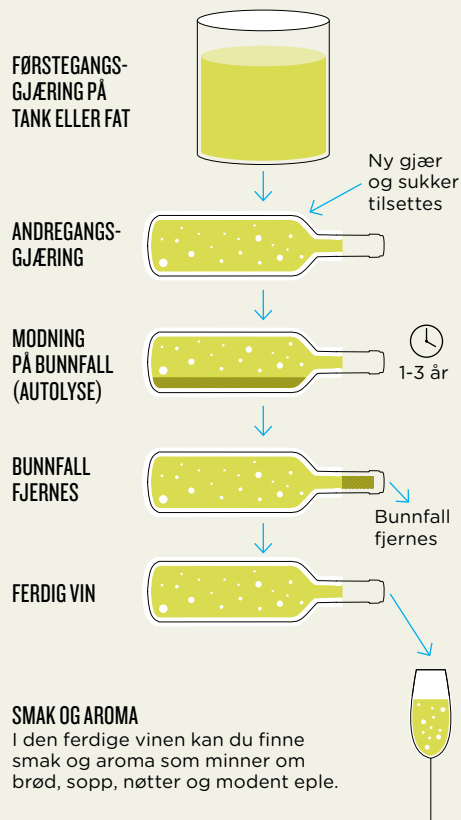 FØRSTEGANGS-
GJÆRING PÅ
TANK ELLER FAT
Ny gjær
og sukker
tilsettes
ANDREGANGS-
GJÆRING
MODNING
PÅ BUNNFALL
(AUTOLYSE)
1-3 år
BUNNFALL
FJERNES
Bunnfall
fjernes
FERDIG VIN
SMAK OG AROMA
I den ferdige vinen kan du finne
smak og aroma som minner om
brød, sopp, nøtter og modent eple.